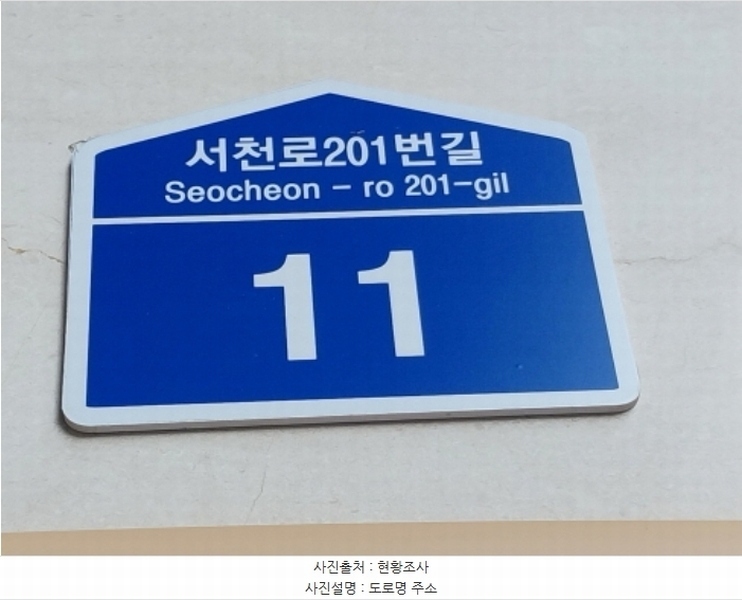 서천로201번길
Seocheon - ro 201-gil
11
사진출처 : 현황조사
사진설명 : 도로명 주소